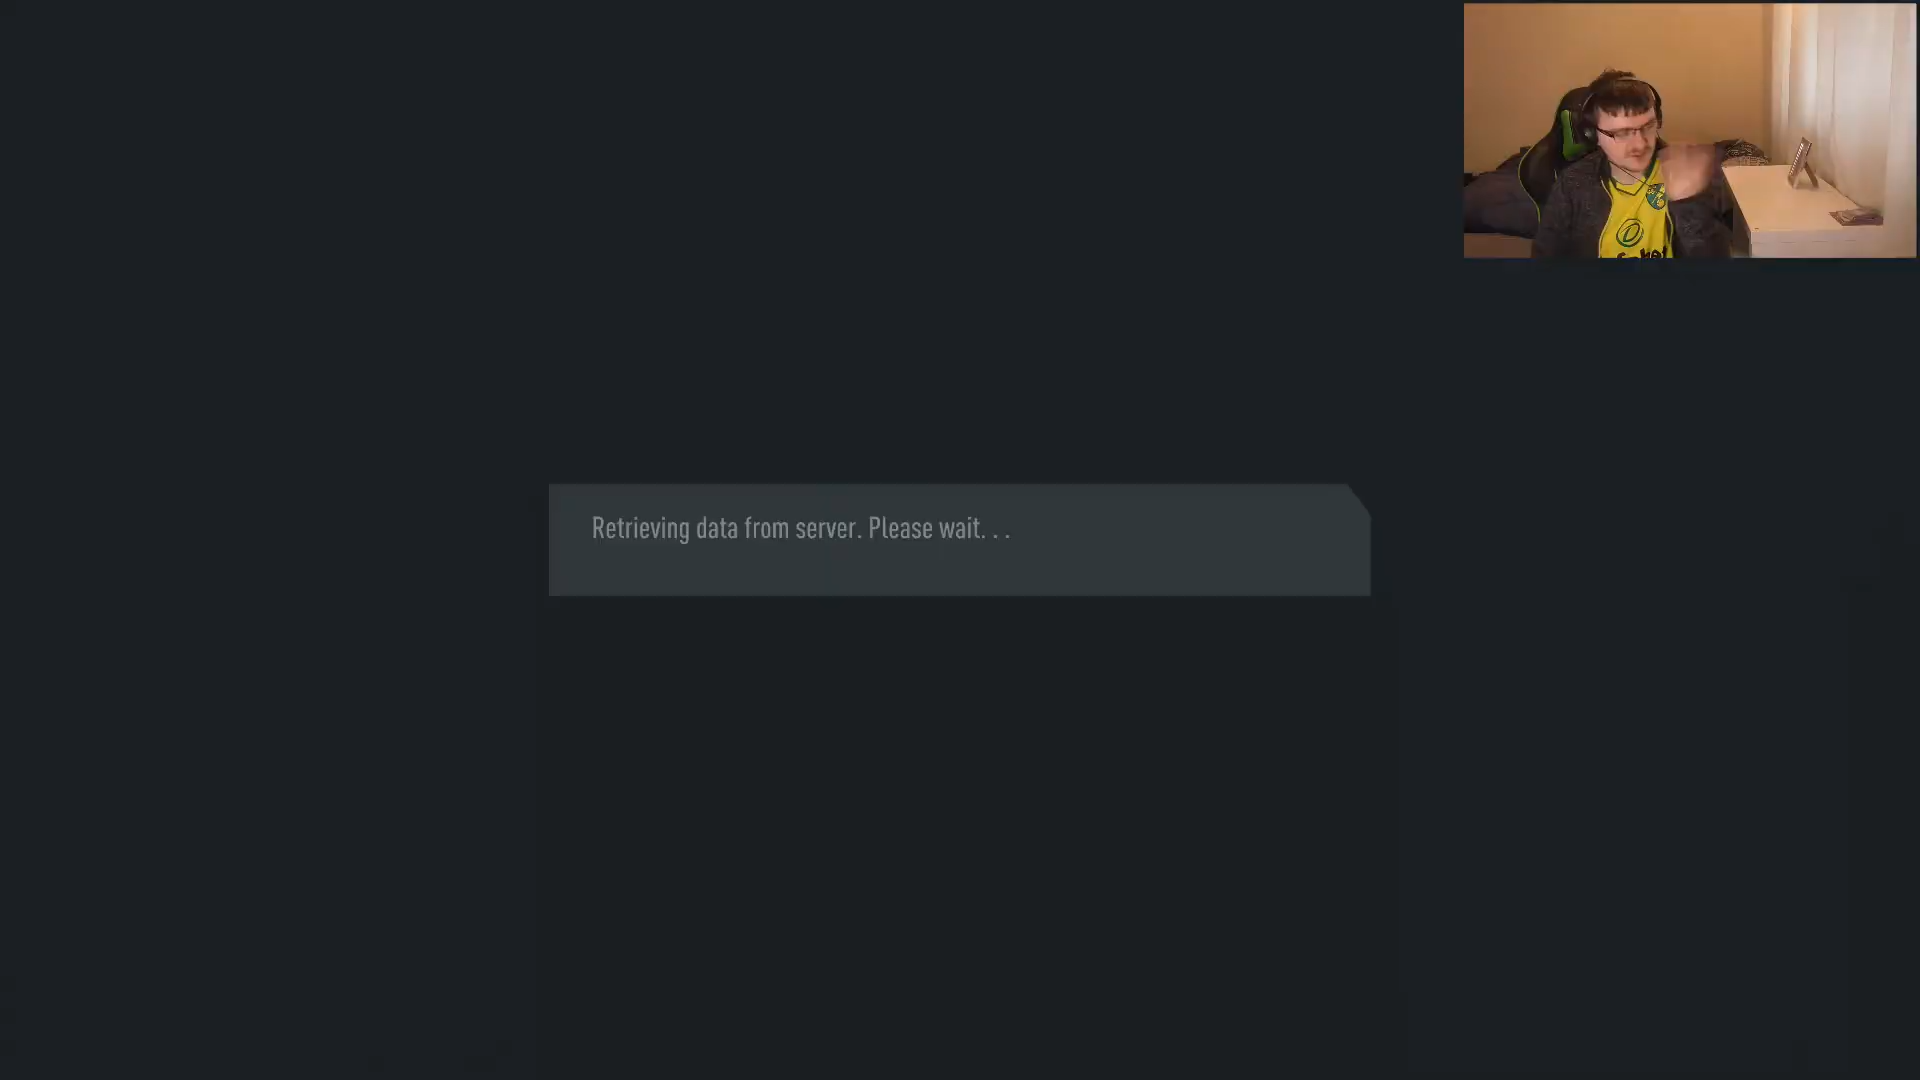 Retrieving data from server. Please wait. . .